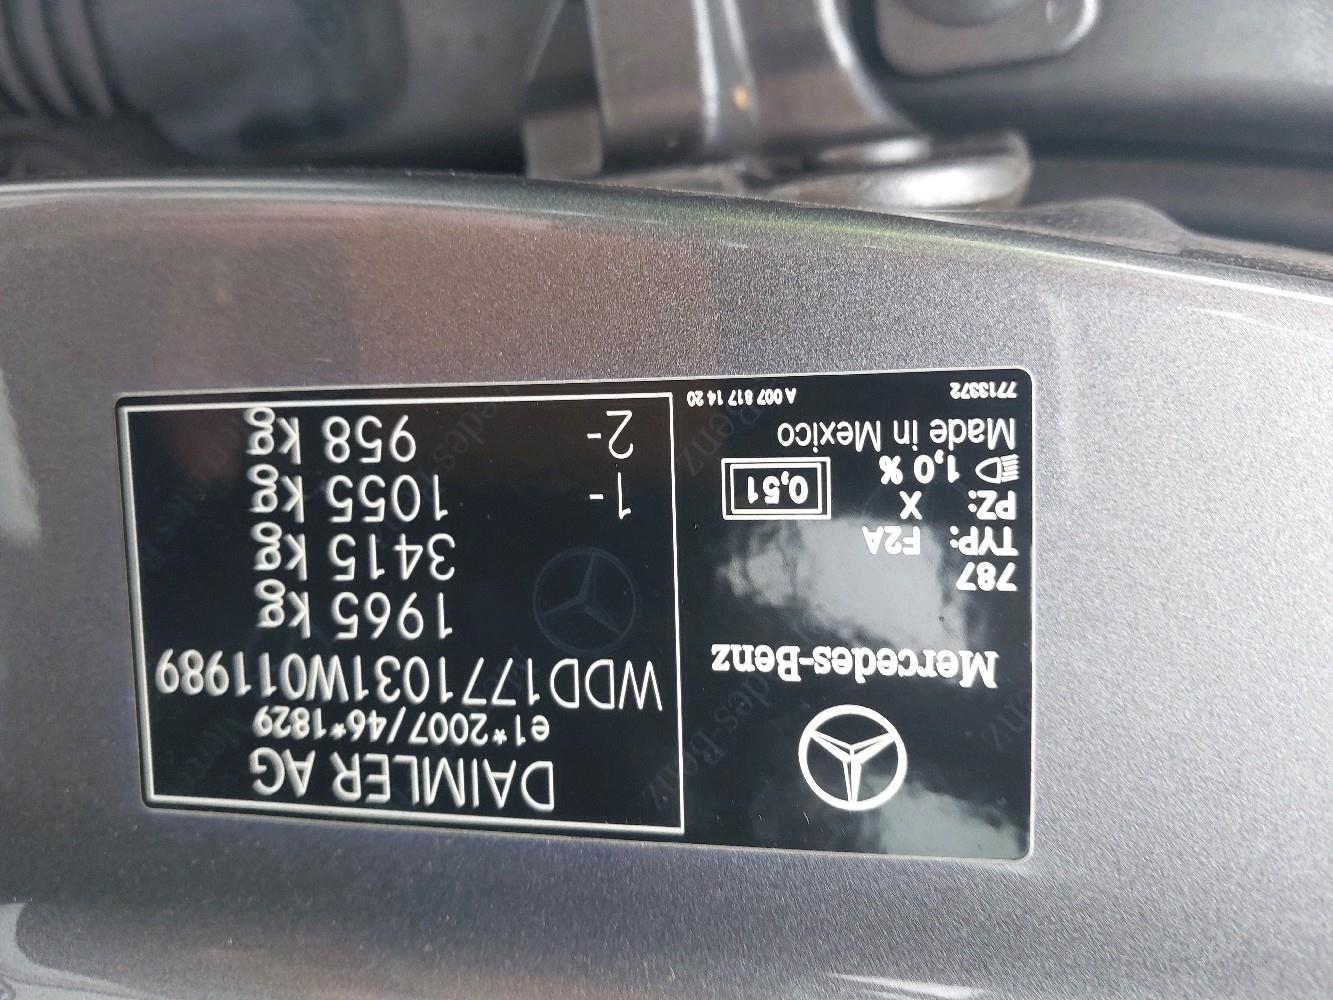 Mercedes-Benz
787
TYP: F2A
PZ: X
1,0 %
0,51
Made in Mexico
A 007 817 14 20
7713372
DAIMLER AG
e1*2007/46*1829
WDD1771031W011989
1965 kg
3415 kg
1- 1055 kg
2- 958 kg